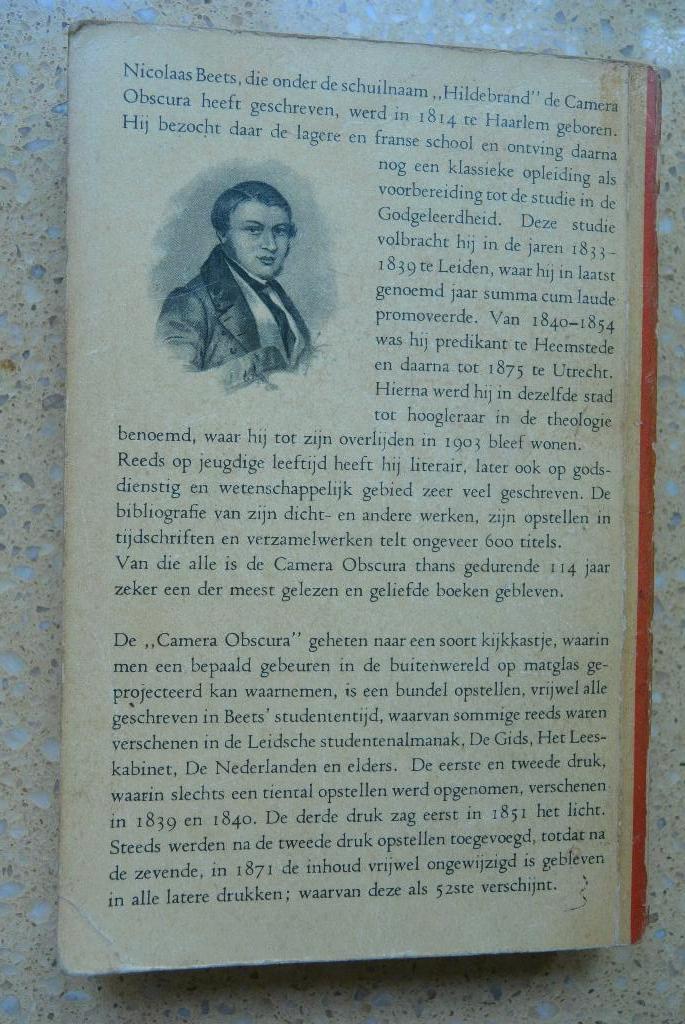 Nicolaas Beets, die onder de schuilnaam „Hildebrand” de Camera
Obscura heeft geschreven, werd in 1814 te Haarlem geboren.
Hij bezocht daar de lagere en franse school en ontving daarna
nog een klassieke opleiding als
voorbereiding tot de studie in de
Godgeleerdheid. Deze studie
volbracht hij in de jaren 1833-
1839 te Leiden, waar hij in laatst
genoemd jaar summa cum laude
promoveerde. Van 1840-1854
was hij predikant te Heemstede
en daarna tot 1875 te Utrecht.
Hierna werd hij in dezelfde stad
tot hoogleraar in de theologie
benoemd, waar hij tot zijn overlijden in 1903 bleef wonen.
Reeds op jeugdige leeftijd heeft hij literair, later ook op gods-
dienstig en wetenschappelijk gebied zeer veel geschreven. De
bibliografie van zijn dicht- en andere werken, zijn opstellen in
tijdschriften en verzamelwerken telt ongeveer 600 titels.
Van die alle is de Camera Obscura thans gedurende 114 jaar
zeker een der meest gelezen en geliefde boeken gebleven.
De „Camera Obscura” geheten naar een soort kijkkastje, waarin
men een bepaald gebeuren in de buitenwereld op matglas ge-
projecteerd kan waarnemen, is een bundel opstellen, vrijwel alle
geschreven in Beets' studententijd, waarvan sommige reeds waren
verschenen in de Leidsche studentenalmanak, De Gids, Het Lees-
kabinet, De Nederlanden en elders. De eerste en tweede druk,
waarin slechts een tiental opstellen werd opgenomen, verschenen
in 1839 en 1840. De derde druk zag eerst in 1851 het licht.
Steeds werden na de tweede druk opstellen toegevoegd, totdat na
de zevende, in 1871 de inhoud vrijwel ongewijzigd is gebleven
in alle latere drukken; waarvan deze als 52ste verschijnt.